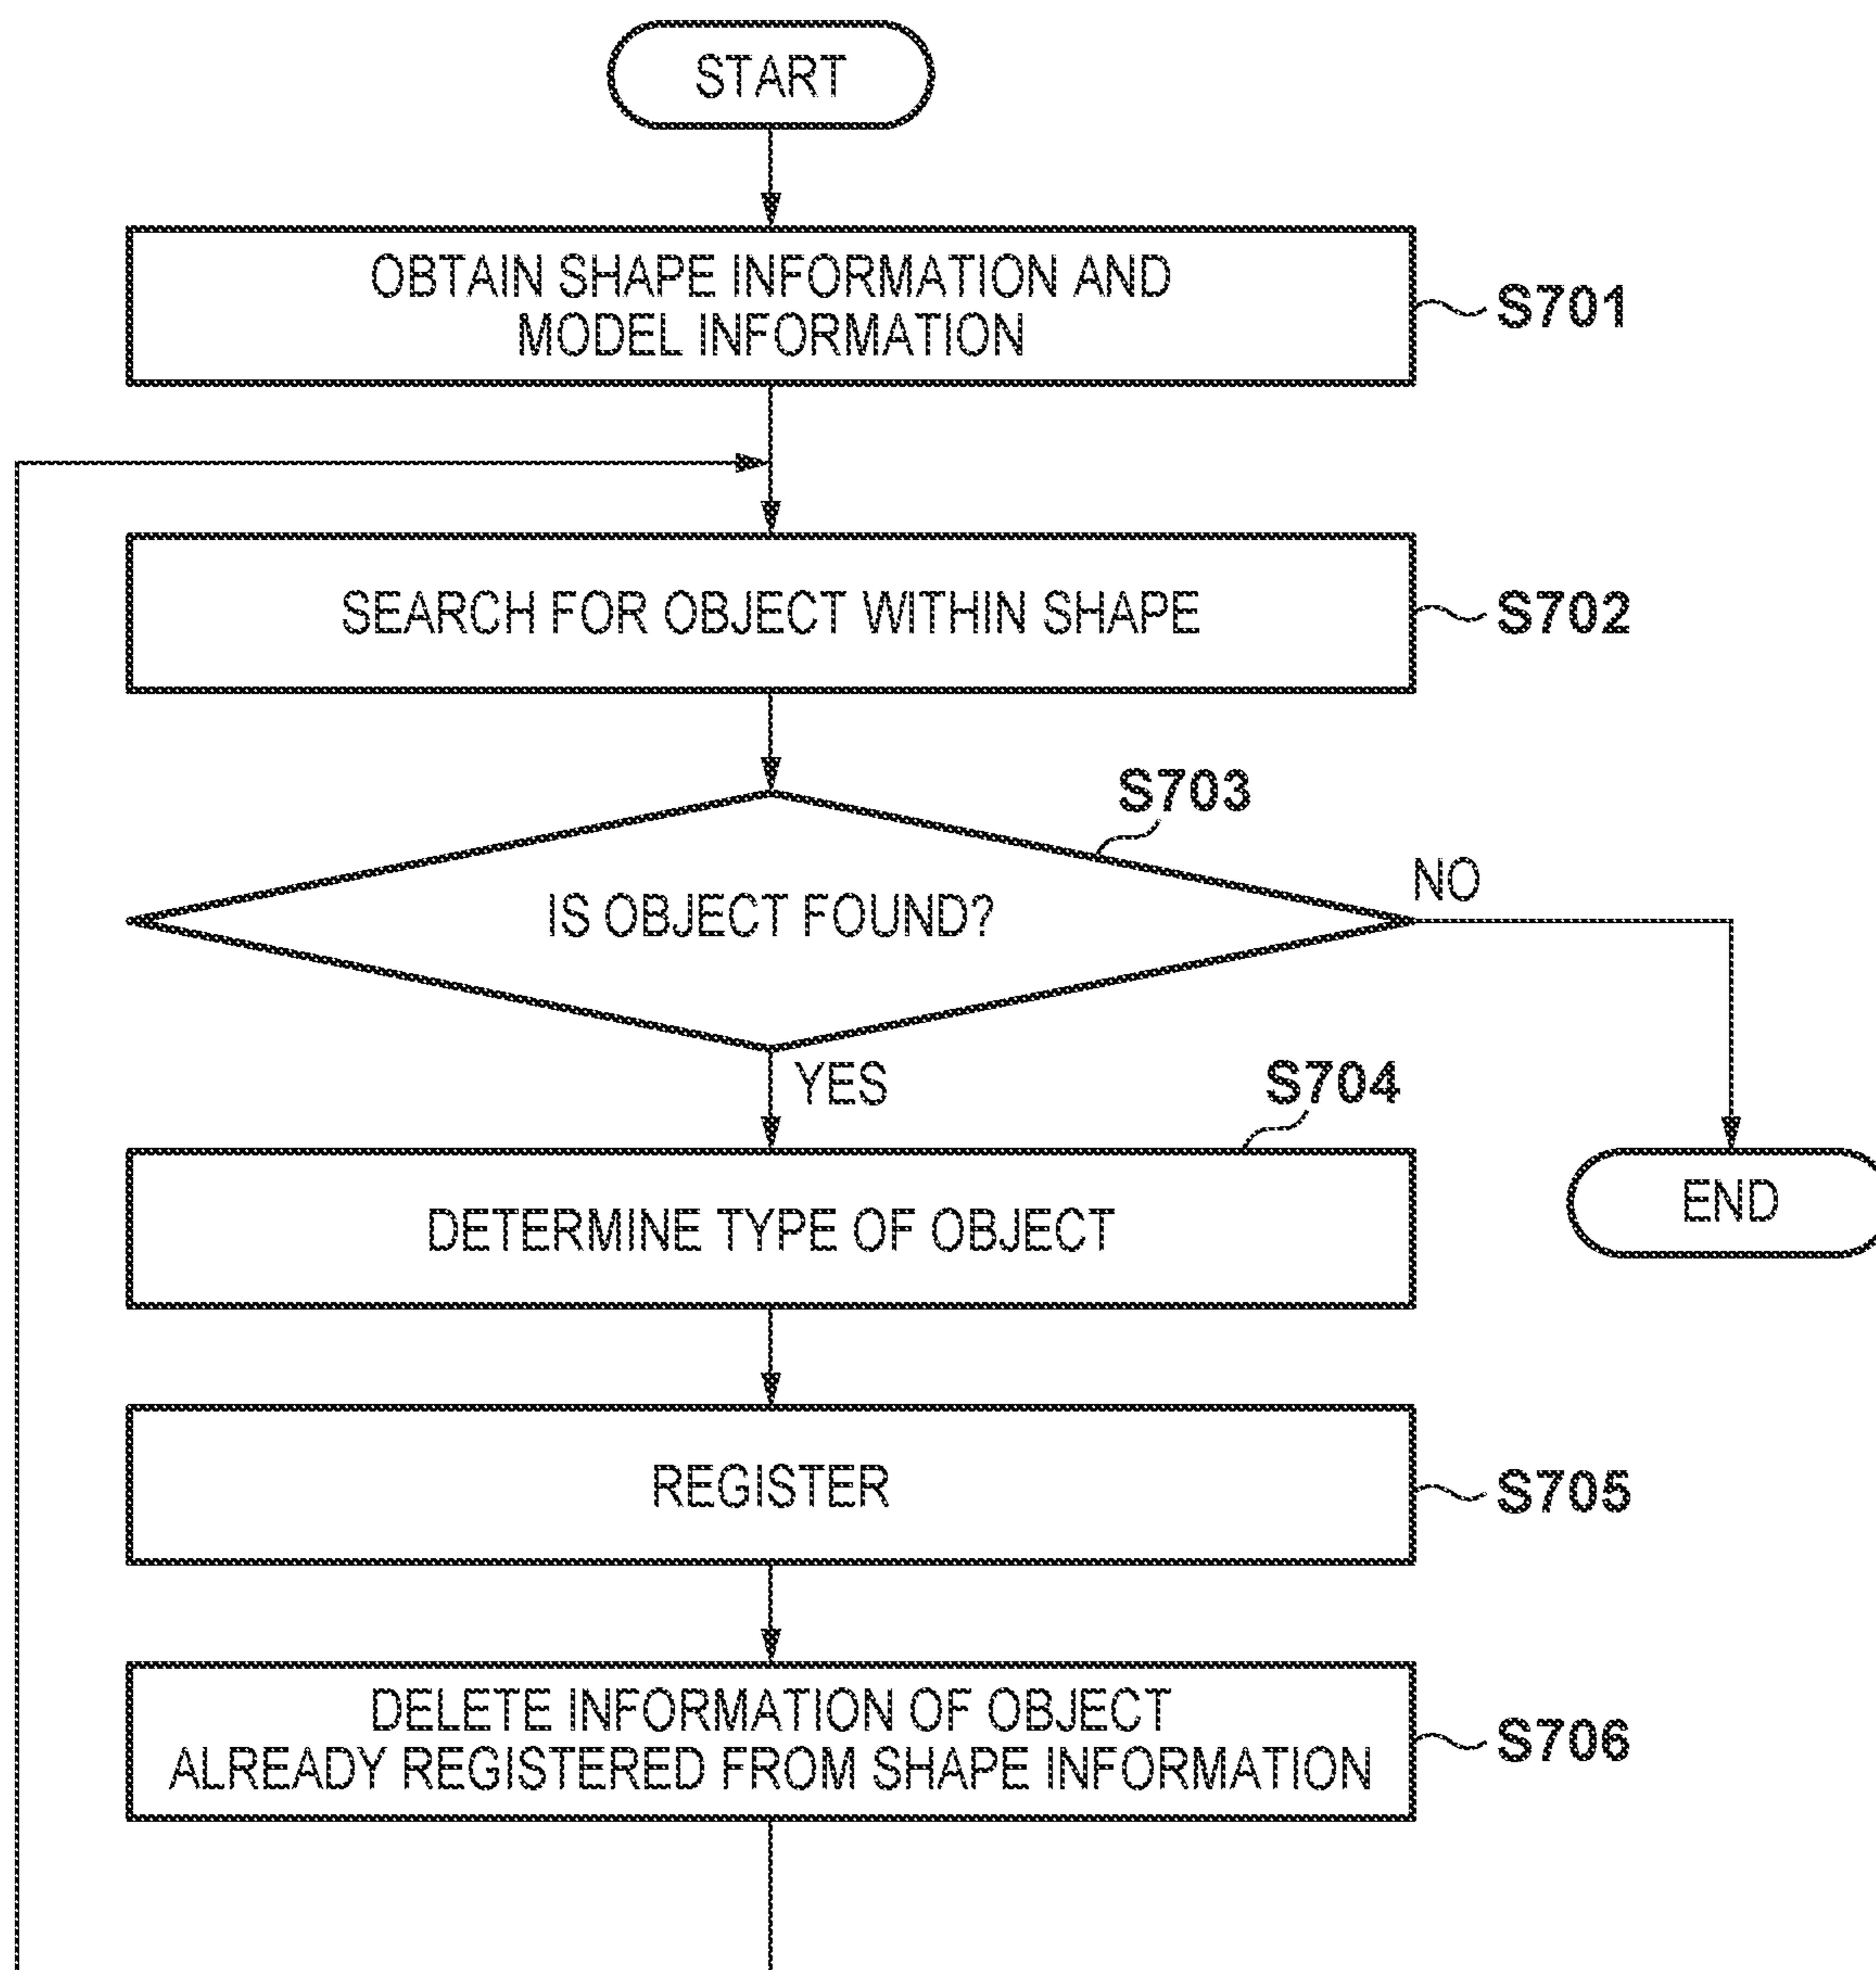 START
OBTAIN SHAPE INFORMATION AND
MODEL INFORMATION
S701
SEARCH FOR OBJECT WITHIN SHAPE
S702
S703
IS OBJECT FOUND?
NO
YES
S704
DETERMINE TYPE OF OBJECT
END
REGISTER
S705
DELETE INFORMATION OF OBJECT
ALREADY REGISTERED FROM SHAPE INFORMATION
S706